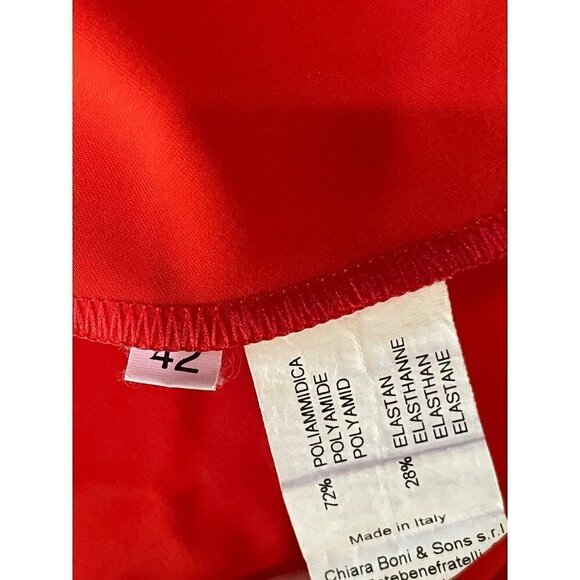 42
72% POLIAMMIDICA
POLYAMIDE
POLYAMID
28% ELASTAN
ELASTHANNE
ELASTHAN
ELASTANE
Made in Italy
Chiara Boni & Sons s.r.l